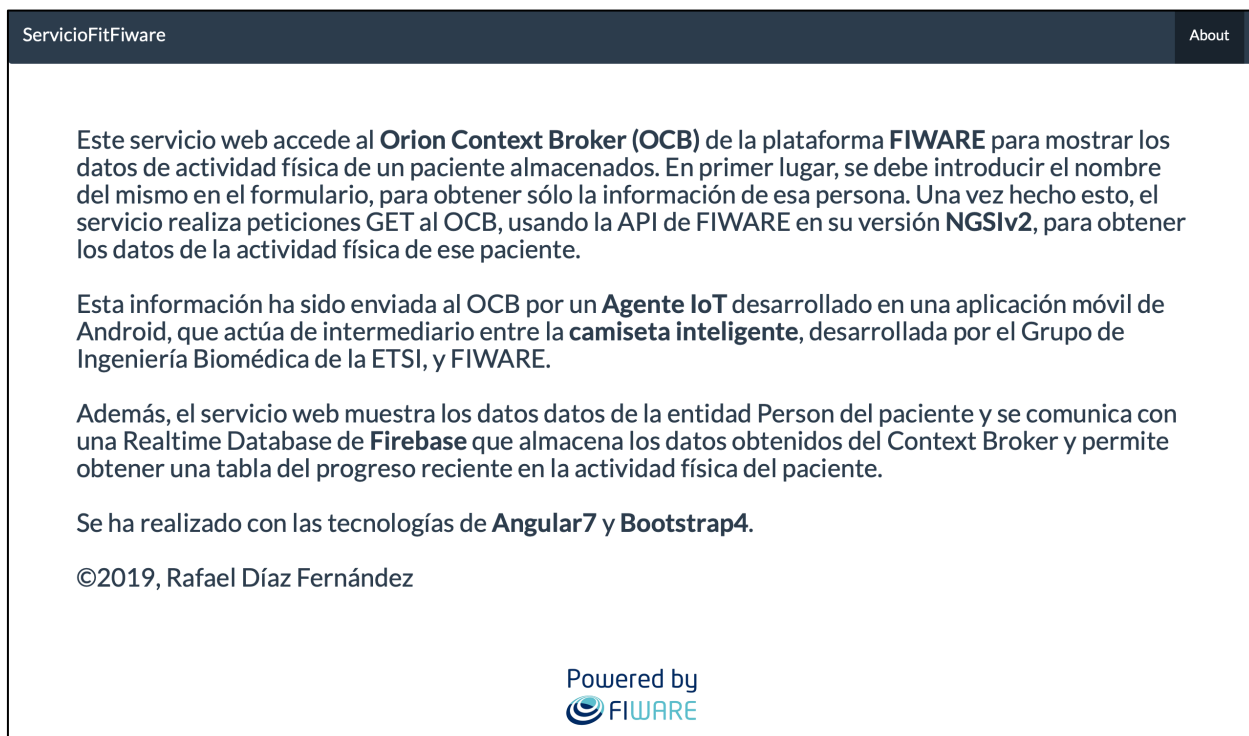 ServicioFitFiware
About
Este servicio web accede al Orion Context Broker (OCB) de la plataforma FIWARE para mostrar los
datos de actividad física de un paciente almacenados. En primer lugar, se debe introducir el nombre
del mismo en el formulario, para obtener sólo la información de esa persona. Una vez hecho esto, el
servicio realiza peticiones GET al OCB, usando la API de FIWARE en su versión NGSIv2, para obtener
los datos de la actividad física de ese paciente.
Esta información ha sido enviada al OCB por un Agente IoT desarrollado en una aplicación móvil de
Android, que actúa de intermediario entre la camiseta inteligente, desarrollada por el Grupo de
Ingeniería Biomédica de la ETSI, y FIWARE.
Además, el servicio web muestra los datos datos de la entidad Person del paciente y se comunica con
una Realtime Database de Firebase que almacena los datos obtenidos del Context Broker y permite
obtener una tabla del progreso reciente en la actividad física del paciente.
Se ha realizado con las tecnologías de Angular7 y Bootstrap4.
©2019, Rafael Díaz Fernández
Powered by
FIWARE